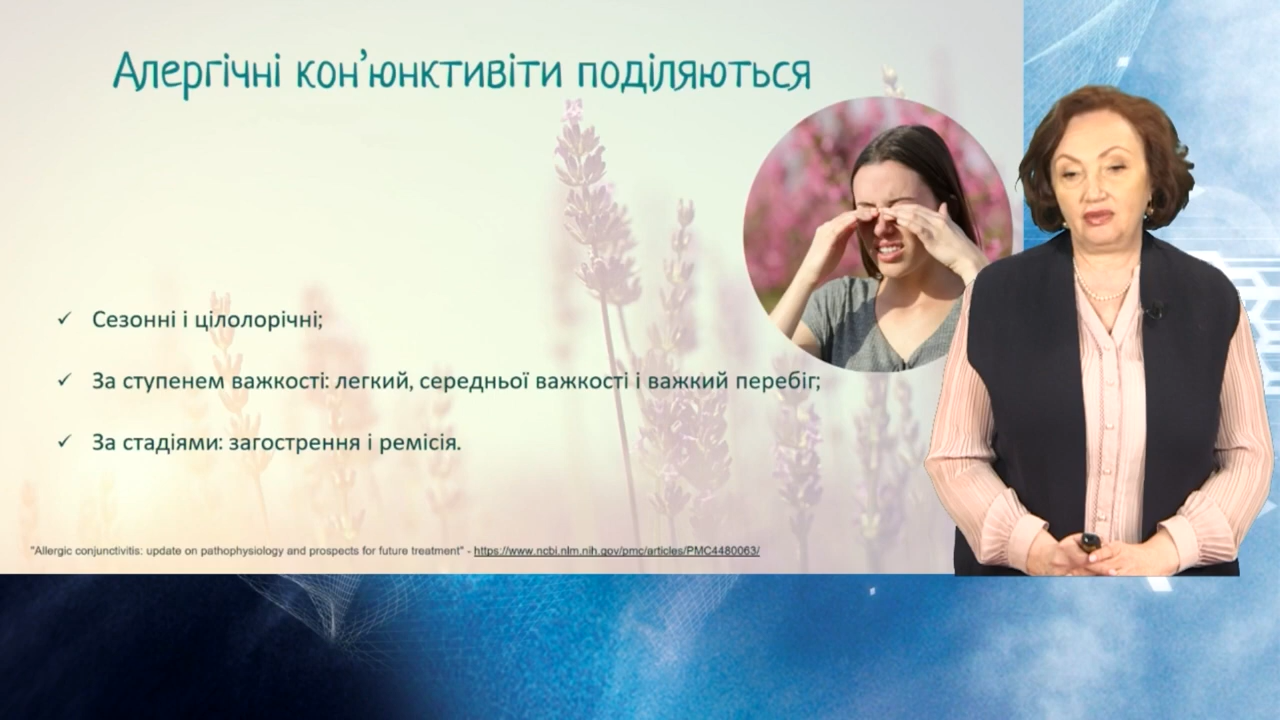 Алергічні кон’юнктивіти поділяються
✓ Сезонні і цілолорічні;
✓ За ступенем важкості: легкий, середньої важкості і важкий перебіг;
✓ За стадіями: загострення і ремісія.
"Allergic conjunctivitis: update on pathophysiology and prospects for future treatment" - https://www.ncbi.nlm.nih.gov/pmc/articles/PMC4480063/